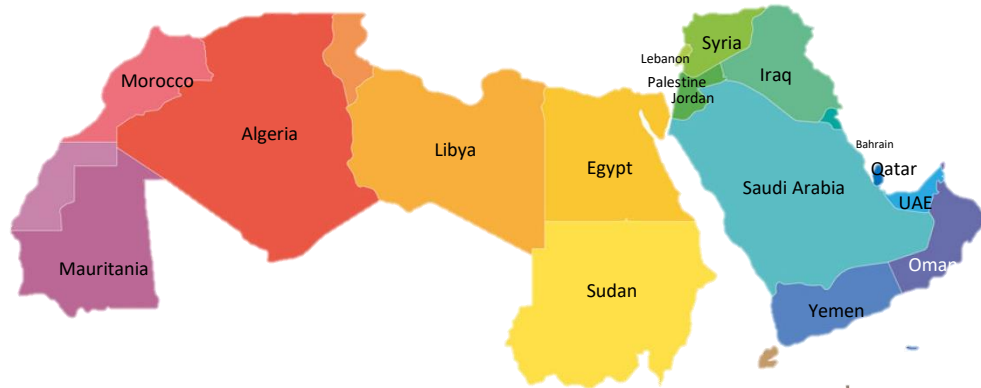 Syria
Lebanon
Iraq
Morocco
Palestine
Jordan
Algeria
Libya
Bahrain
Egypt
Qatar
Saudi Arabia
UAE
Mauritania
Oman
Sudan
Yemen